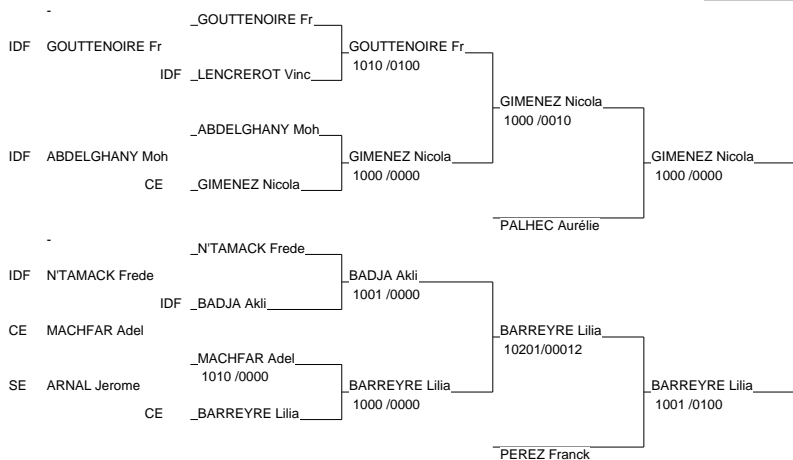 -
_GOUTTENOIRE Fr
IDF GOUTTENOIRE Fr
GOUTTENOIRE Fr
1010 /0100
IDF _LENCREROT Vinc
GIMENEZ Nicola
1000 /0010
_ABDELGHANY Moh
IDF ABDELGHANY Moh
GIMENEZ Nicola
1000 /0000
GIMENEZ Nicola
1000 /0000
CE _GIMENEZ Nicola
PALHEC Aurélie
-
_N'TAMACK Frede
IDF N'TAMACK Frede
BADJA Akli
1001 /0000
IDF _BADJA Akli
CE MACHFAR Adel
BARREYRE Lilia
10201/00012
_MACHFAR Adel
1010 /0000
SE ARNAL Jerome
BARREYRE Lilia
1000 /0000
BARREYRE Lilia
1001 /0100
CE _BARREYRE Lilia
PEREZ Franck